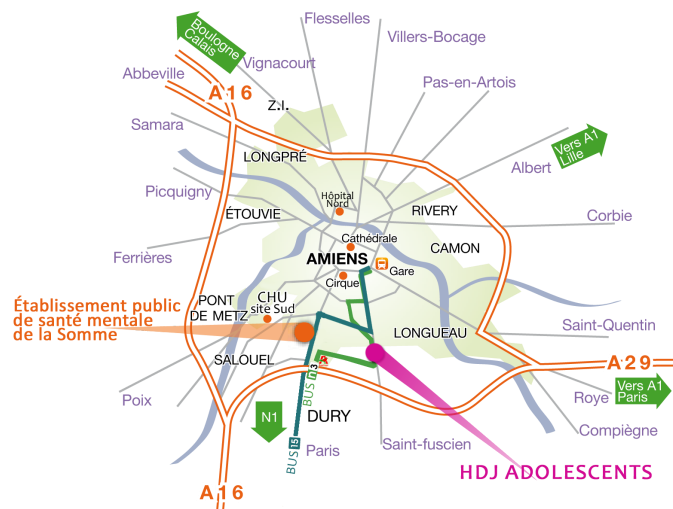 Flesselles
Boulogne
Calais
Villers-Bocage
Vignacourt
Abbeville
Pas-en-Artois
A16
Z.I.
Samara
Vers A1
Lille
LONGPRÉ
Albert
Picquigny
Hôpital
Nord
ÉTOUVIE
RIVERY
Corbie
Cathédrale
CAMON
Ferrières
AMIENS
Gare
Cirque
Établissement public
de santé mentale
de la Somme
PONT
DE METZ
CHU
site Sud
LONGUEAU
Saint-Quentin
SALOUEL
A29
BUS 3
Vers A1
Paris
Poix
Roye
N1
DURY
Compiègne
BUS 15
Paris
Saint-fuscien
HDJ ADOLESCENTS
A16